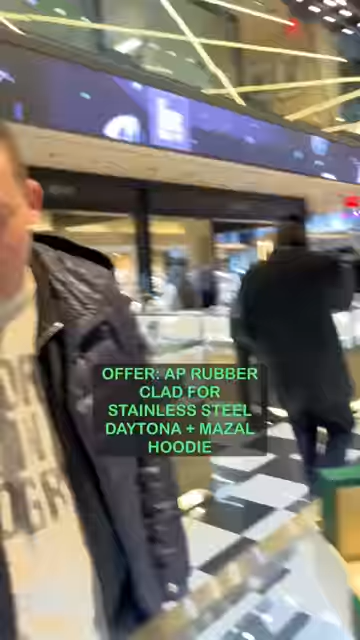 OFFER: AP RUBBER
CLAD FOR
STAINLESS STEEL
DAYTONA + MAZAL
HOODIE